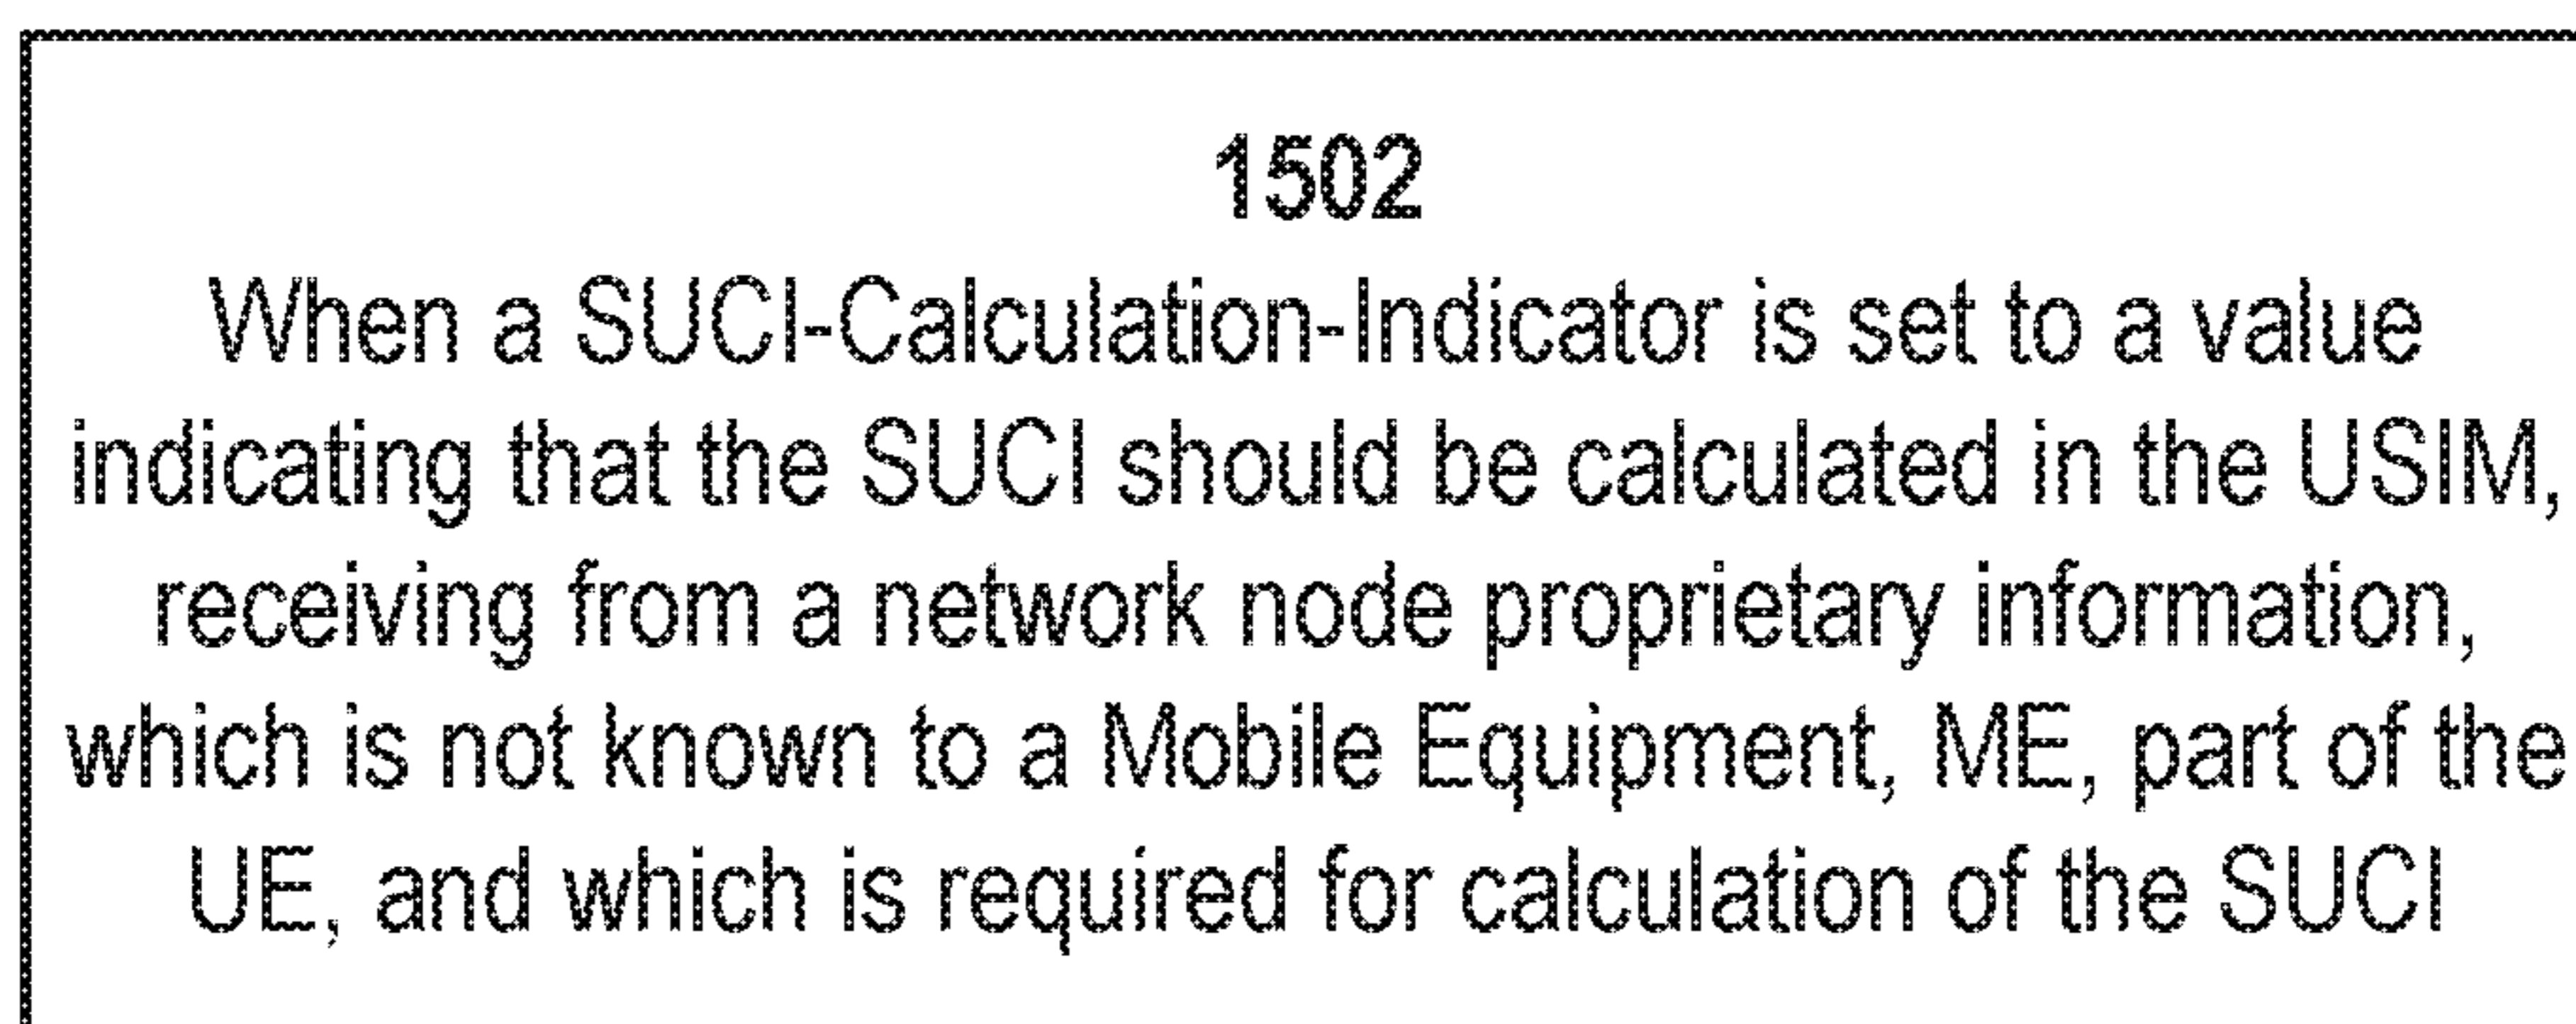 1502
When a SUCI-Calculation-Indicator is set to a value
indicating that the SUCI should be calculated in the USIM,
receiving from a network node proprietary information,
which is not known to a Mobile Equipment, ME, part of the
UE, and which is required for calculation of the SUCI